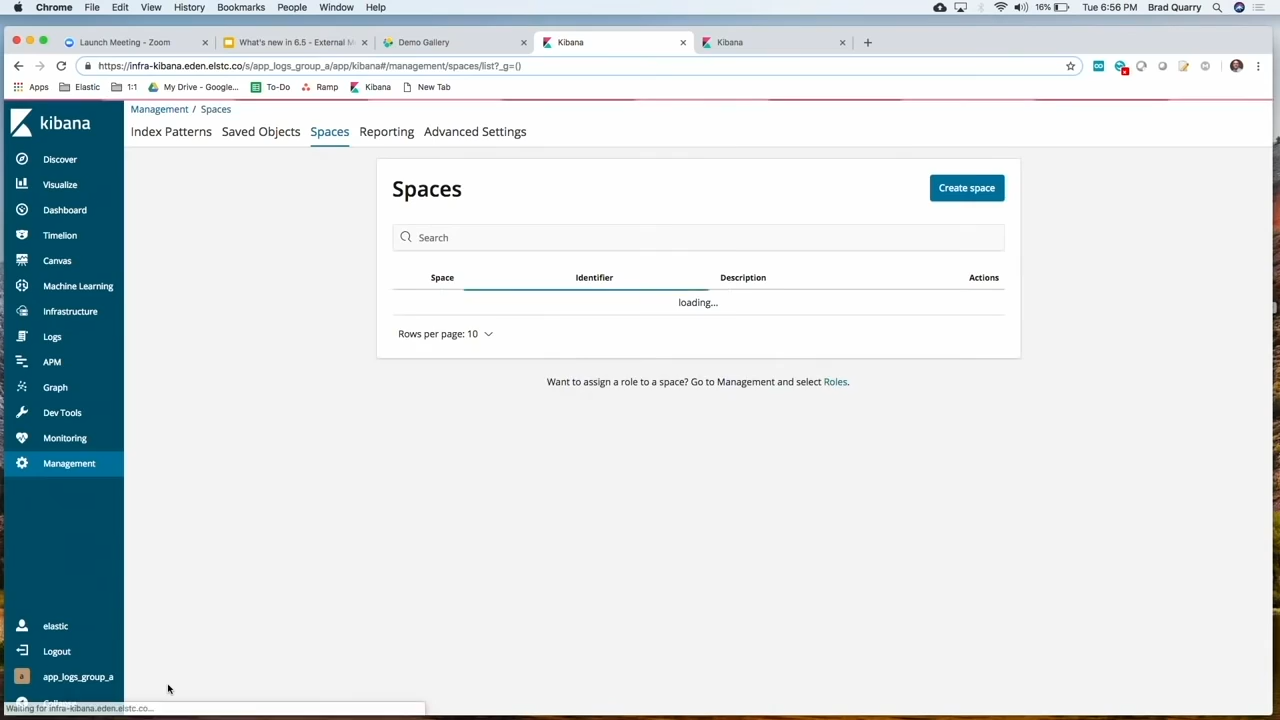 Chrome File Edit View History Bookmarks People Window Help 16% Tue 6:56 PM Brad Quarry
Launch Meeting - Zoom What's new in 6.5 - External M Demo Gallery Kibana Kibana
https://infra-kibana.eden.elstc.co/s/app_logs_group_a/app/kibana#/management/spaces/list?_g=()
Apps Elastic 1:1 My Drive - Google... To-Do Ramp Kibana New Tab
kibana
Discover
Visualize
Dashboard
Timelion
Canvas
Machine Learning
Infrastructure
Logs
APM
Graph
Dev Tools
Monitoring
Management
elastic
Logout
a app_logs_group_a
Waiting for infra-kibana.eden.elstc.co...
Management / Spaces
Index Patterns Saved Objects Spaces Reporting Advanced Settings
Spaces
Create space
Search
Space Identifier Description Actions
loading...
Rows per page: 10
Want to assign a role to a space? Go to Management and select Roles.